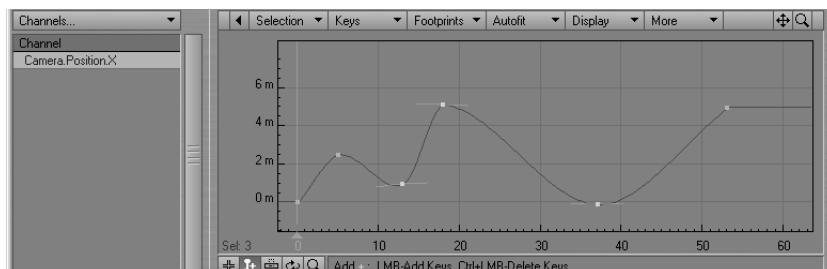 Channels...
Selection Keys Footprints Autofit Display More
Channel
Camera.Position.X
6 m
4 m
2 m
0 m
Sel: 3 0 10 20 30 40 50 60
Add + : LMB-Add Keys Ctrl+LMB-Delete Keys